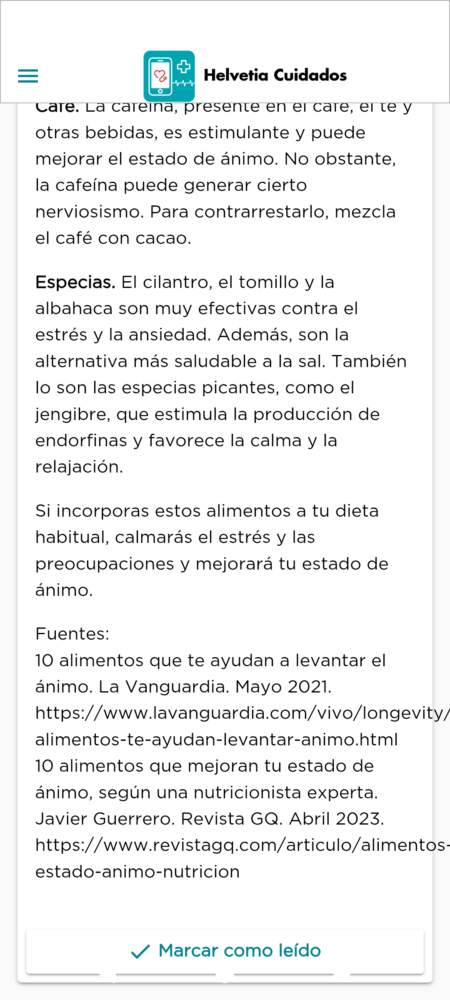 Helvetia Cuidados
Café. La cafeína, presente en el café, el té y
otras bebidas, es estimulante y puede
mejorar el estado de ánimo. No obstante,
la cafeína puede generar cierto
nerviosismo. Para contrarrestarlo, mezcla
el café con cacao.
Especias. El cilantro, el tomillo y la
albahaca son muy efectivas contra el
estrés y la ansiedad. Además, son la
alternativa más saludable a la sal. También
lo son las especias picantes, como el
jengibre, que estimula la producción de
endorfinas y favorece la calma y la
relajación.
Si incorporas estos alimentos a tu dieta
habitual, calmarás el estrés y las
preocupaciones y mejorará tu estado de
ánimo.
Fuentes:
10 alimentos que te ayudan a levantar el
ánimo. La Vanguardia. Mayo 2021.
https://www.lavanguardia.com/vivo/longevity/
alimentos-te-ayudan-levantar-animo.html
10 alimentos que mejoran tu estado de
ánimo, según una nutricionista experta.
Javier Guerrero. Revista GQ. Abril 2023.
https://www.revistagq.com/articulo/alimentos-
estado-animo-nutricion
Marcar como leído